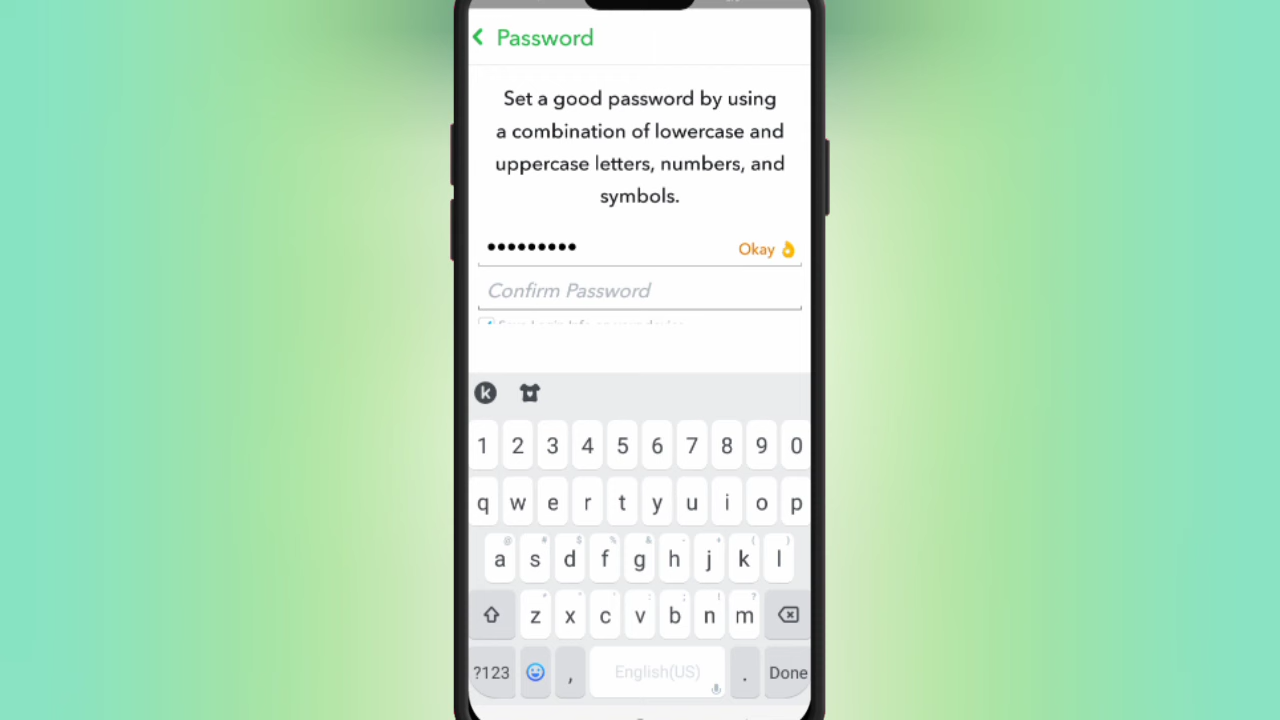 Password
Set a good password by using
a combination of lowercase and
uppercase letters, numbers, and
symbols.
••••••••• Okay 👌
Confirm Password
1 2 3 4 5 6 7 8 9 0
q w e r t y u i o p
@ # $ % & - + ( )
a s d f g h j k l
z x c v b n m
?123 , English(US) . Done